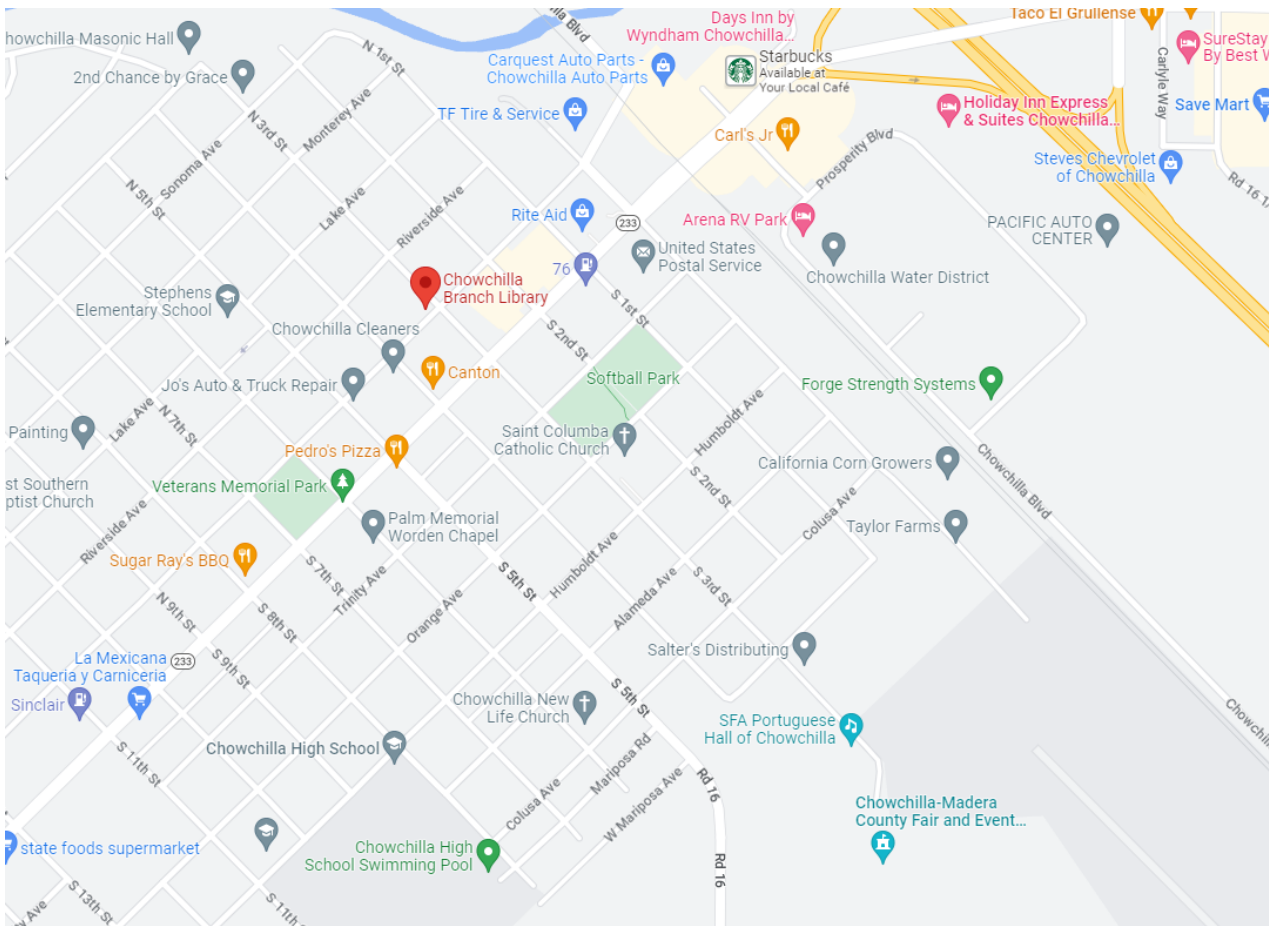 howchilla Masonic Hall
2nd Chance by Grace
N 1st St
a Blvd
Days Inn by
Wyndham Chowchilla...
Taco El Grullense
Carquest Auto Parts -
Chowchilla Auto Parts
Starbucks
Available at
Your Local Café
SureStay
By Best W
Carlyle Way
TF Tire & Service
Holiday Inn Express
& Suites Chowchilla...
Save Mart
N 3rd St
Monterey Ave
Sonoma Ave
Carl's Jr
Prosperity Blvd
Steves Chevrolet
of Chowchilla
Rd 16 1/
N 5th St
Lake Ave
Riverside Ave
Rite Aid
233
Arena RV Park
PACIFIC AUTO
CENTER
United States
Postal Service
76
Chowchilla Water District
Chowchilla
Branch Library
Stephens
Elementary School
S 1st St
Chowchilla Cleaners
S 2nd St
Canton
Softball Park
Jo's Auto & Truck Repair
Forge Strength Systems
Lake Ave
N 7th St
Painting
Humboldt Ave
Saint Columba
Catholic Church
Pedro's Pizza
California Corn Growers
Chowchilla Blvd
st Southern
ptist Church
Veterans Memorial Park
S 2nd St
Colusa Ave
Palm Memorial
Worden Chapel
Taylor Farms
Riverside Ave
Sugar Ray's BBQ
S 7th St
Trinity Ave
S 5th St
Humboldt Ave
N 9th St
S 8th St
Orange Ave
Alameda Ave
S 3rd St
La Mexicana
Taqueria y Carniceria
233
S 9th St
Salter's Distributing
Sinclair
Chowchilla New
Life Church
S 5th St
SFA Portuguese
Hall of Chowchilla
Chowchill
S 11th St
Chowchilla High School
Mariposa Rd
Rd 16
Colusa Ave
W Mariposa Ave
Chowchilla-Madera
County Fair and Event...
state foods supermarket
Chowchilla High
School Swimming Pool
Rd 16
S 13th St
S 11th St
y Ave